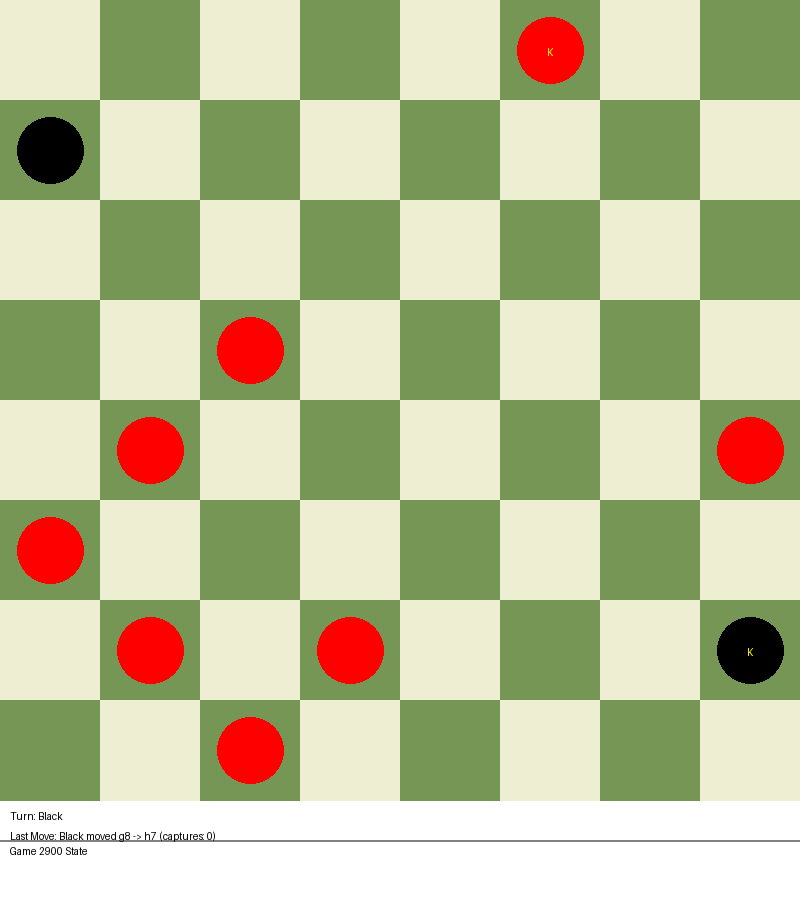 K
K
Turn: Black
Last Move: Black moved g8 -> h7 (captures: 0)
Game 2900 State